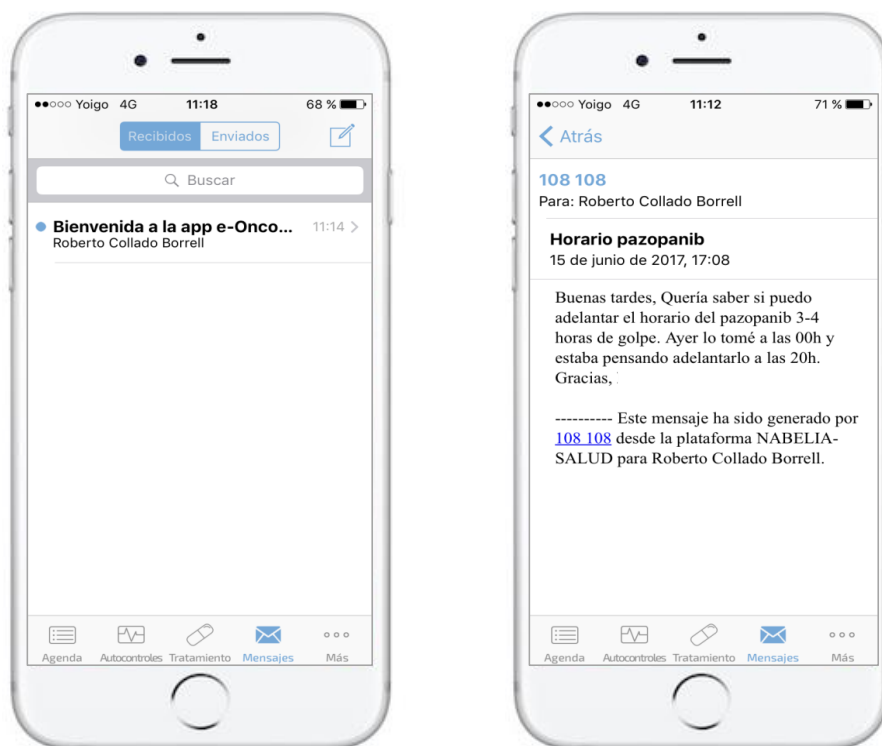 Yoigo 4G 11:18 68 %
Recibidos Enviados
Buscar
Bienvenida a la app e-Onco... 11:14
Roberto Collado Borrell
Agenda Autocontroles Tratamiento Mensajes Más
Yoigo 4G 11:12 71 %
Atrás
108 108
Para: Roberto Collado Borrell
Horario pazopanib
15 de junio de 2017, 17:08
Buenas tardes, Quería saber si puedo
adelantar el horario del pazopanib 3-4
horas de golpe. Ayer lo tomé a las 00h y
estaba pensando adelantarlo a las 20h.
Gracias,
---------- Este mensaje ha sido generado por
108 108 desde la plataforma NABELIA-
SALUD para Roberto Collado Borrell.
Agenda Autocontroles Tratamiento Mensajes Más